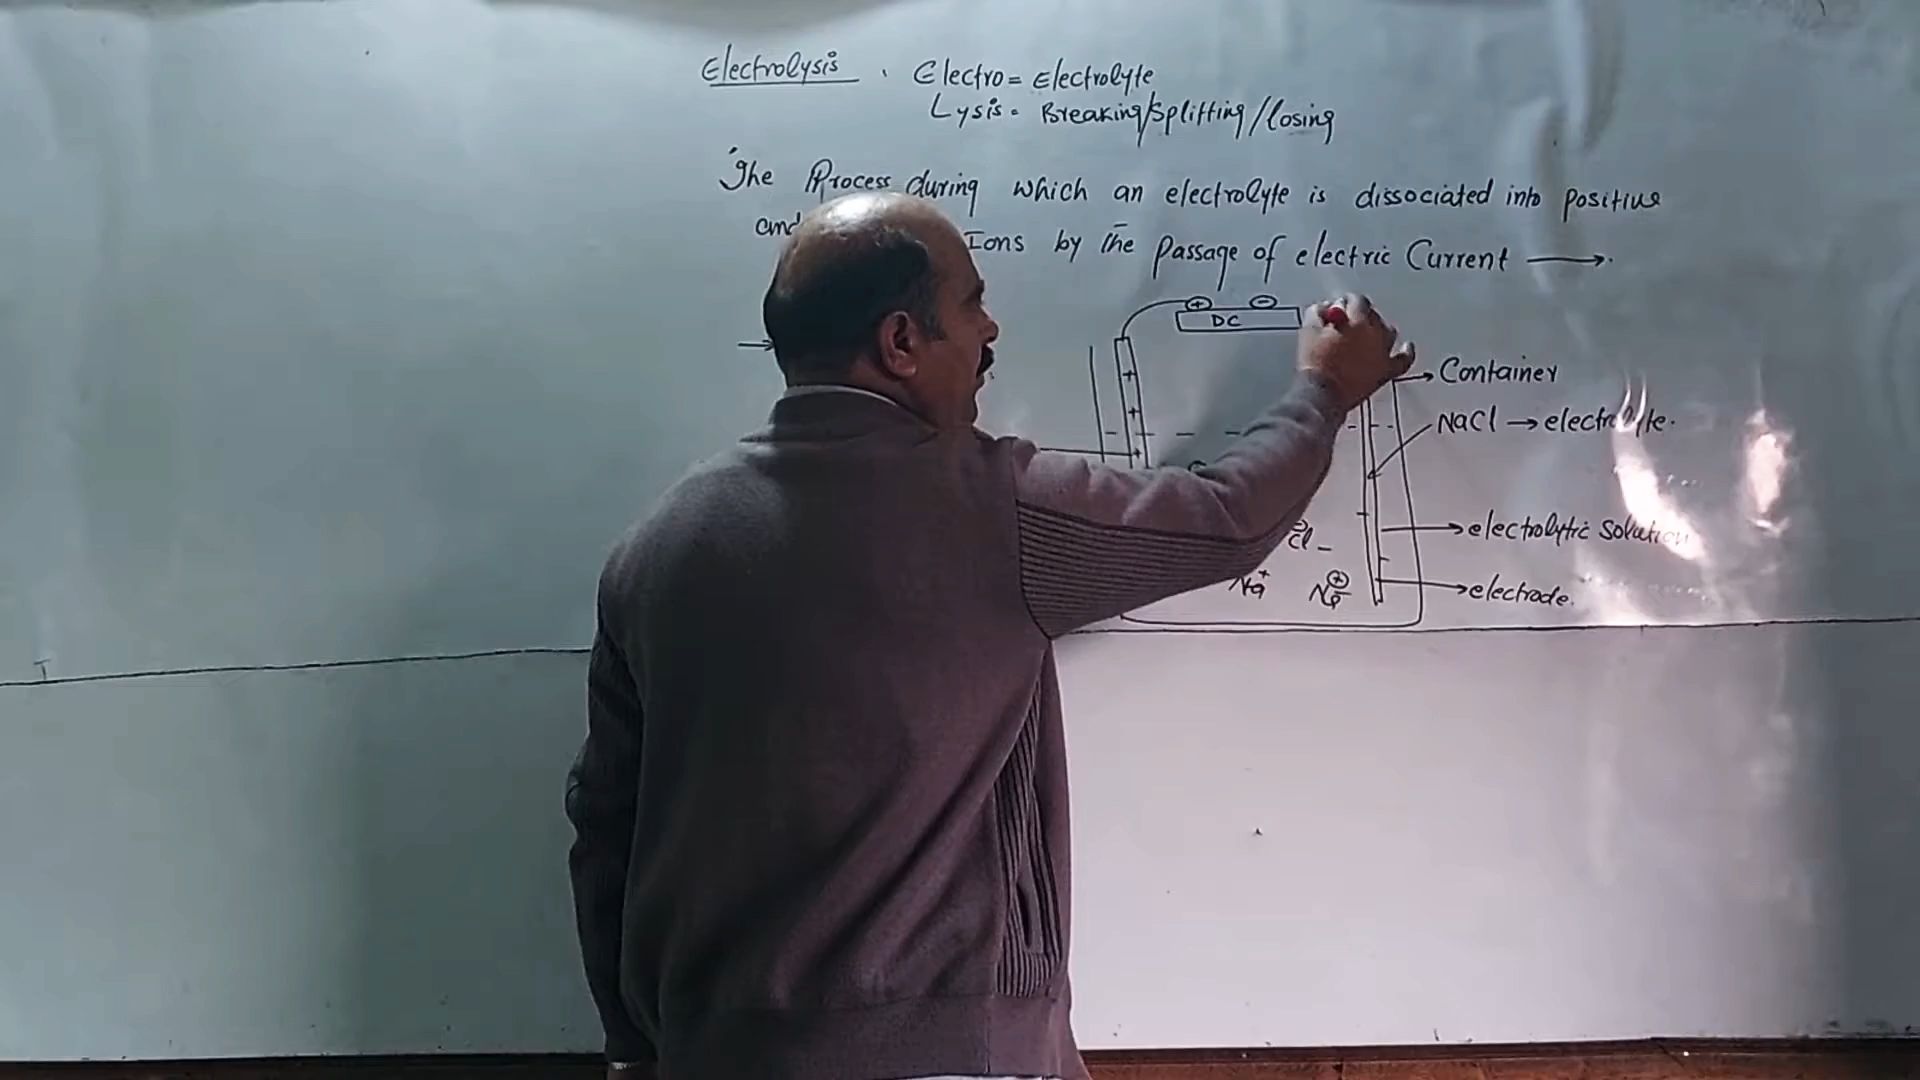 Electrolysis . Electro = Electrolyte
Lysis = Breaking/splitting/losing
The Process during which an electrolyte is dissociated into positive
and Ions by the passage of electric Current
+ -
DC
Container
NaCl → electrolyte.
electrolytic solution
Cl -
Na+ Na+
electrode.